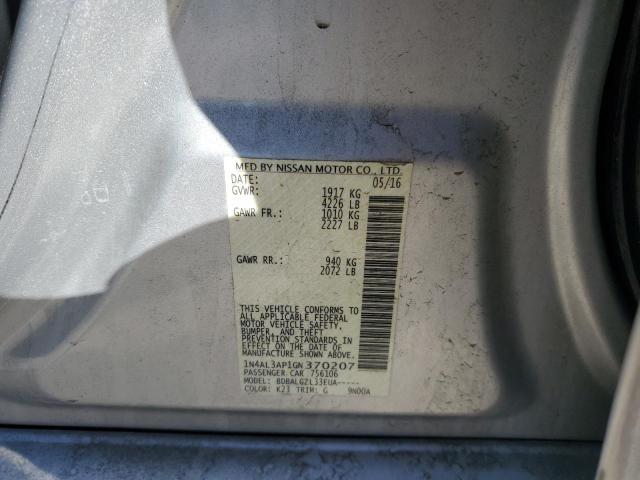 MFD BY NISSAN MOTOR CO., LTD.
DATE: 05/16
GVWR: 1917 KG
4226 LB
GAWR FR.: 1010 KG
2227 LB
GAWR RR.: 940 KG
2072 LB
THIS VEHICLE CONFORMS TO
ALL APPLICABLE FEDERAL
MOTOR VEHICLE SAFETY,
BUMPER, AND THEFT
PREVENTION STANDARDS IN
EFFECT ON THE DATE OF
MANUFACTURE SHOWN ABOVE.
1N4AL3AP1GN370207
PASSENGER CAR 756106
MODEL: BDBALGZL33EUA-----
COLOR: K23 TRIM: G 9N00A